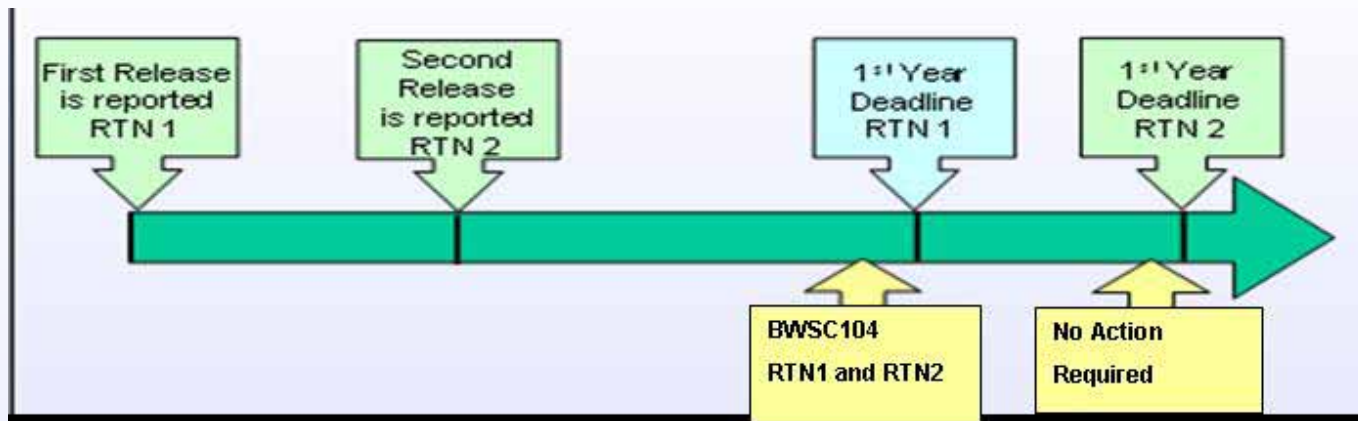 First Release
is reported
RTN 1
Second
Release
is reported
RTN 2
1st Year
Deadline
RTN 1
1st Year
Deadline
RTN 2
BWSC104
RTN1 and RTN2
No Action
Required